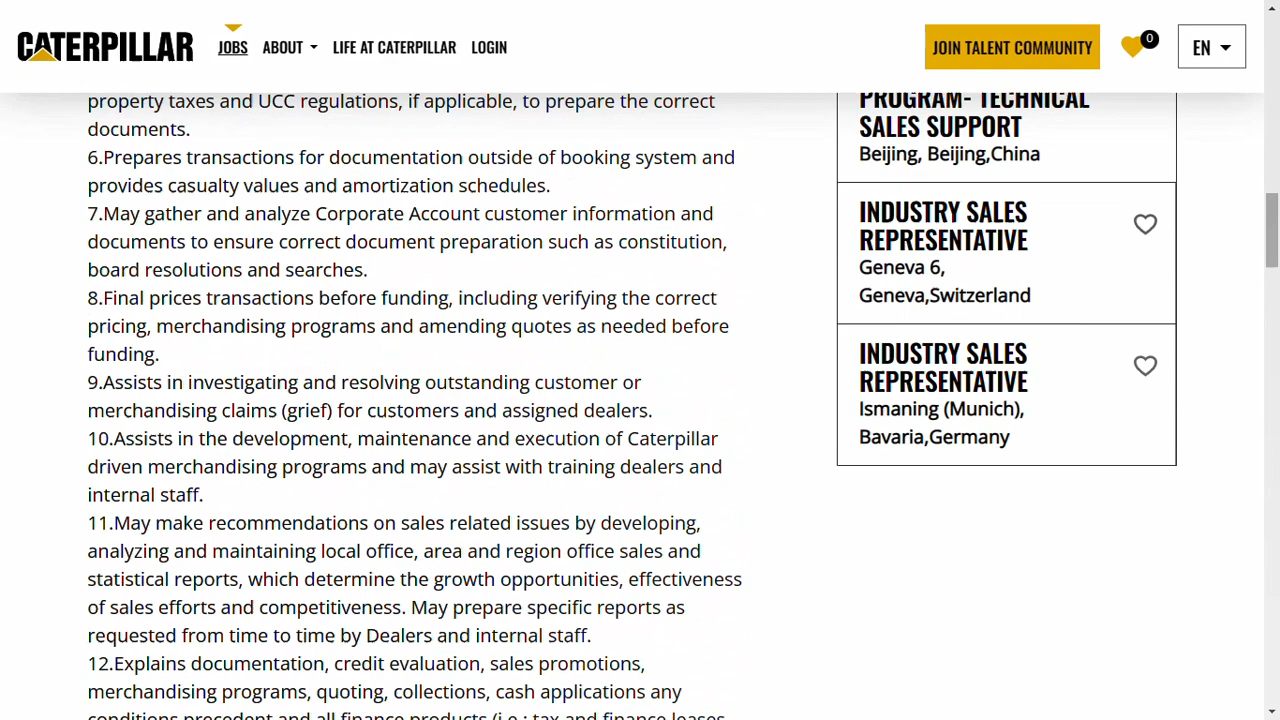 CATERPILLAR
JOBS
ABOUT
LIFE AT CATERPILLAR
LOGIN
JOIN TALENT COMMUNITY
0
EN
property taxes and UCC regulations, if applicable, to prepare the correct
documents.
6.Prepares transactions for documentation outside of booking system and
provides casualty values and amortization schedules.
7.May gather and analyze Corporate Account customer information and
documents to ensure correct document preparation such as constitution,
board resolutions and searches.
8.Final prices transactions before funding, including verifying the correct
pricing, merchandising programs and amending quotes as needed before
funding.
9.Assists in investigating and resolving outstanding customer or
merchandising claims (grief) for customers and assigned dealers.
10.Assists in the development, maintenance and execution of Caterpillar
driven merchandising programs and may assist with training dealers and
internal staff.
11.May make recommendations on sales related issues by developing,
analyzing and maintaining local office, area and region office sales and
statistical reports, which determine the growth opportunities, effectiveness
of sales efforts and competitiveness. May prepare specific reports as
requested from time to time by Dealers and internal staff.
12.Explains documentation, credit evaluation, sales promotions,
merchandising programs, quoting, collections, cash applications any
conditions precedent and all finance products (i.e.: tax and finance leases,
PROGRAM- TECHNICAL
SALES SUPPORT
Beijing, Beijing,China
INDUSTRY SALES
REPRESENTATIVE
Geneva 6,
Geneva,Switzerland
INDUSTRY SALES
REPRESENTATIVE
Ismaning (Munich),
Bavaria,Germany